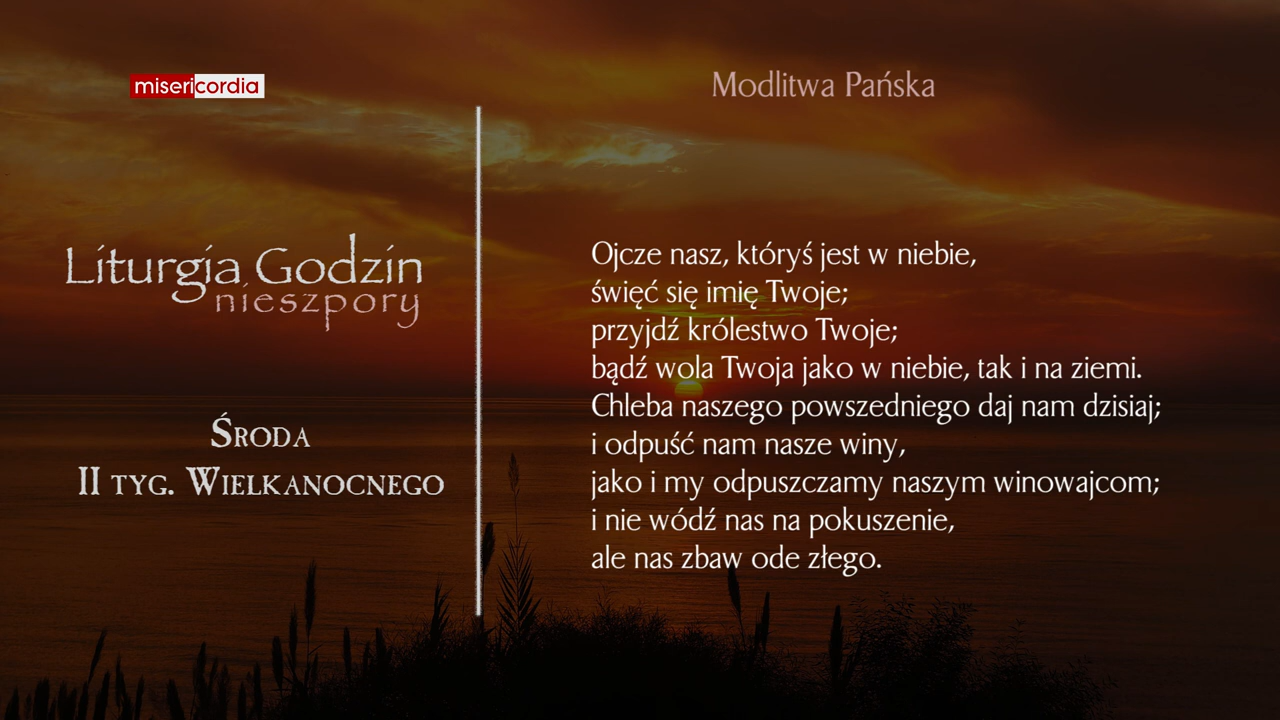 misericordia
Liturgia Godzin
nieszpory
Środa
II tyg. Wielkanocnego
Modlitwa Pańska
Ojcze nasz, któryś jest w niebie,
święć się imię Twoje;
przyjdź królestwo Twoje;
bądź wola Twoja jako w niebie, tak i na ziemi.
Chleba naszego powszedniego daj nam dzisiaj;
i odpuść nam nasze winy,
jako i my odpuszczamy naszym winowajcom;
i nie wódź nas na pokuszenie,
ale nas zbaw ode złego.